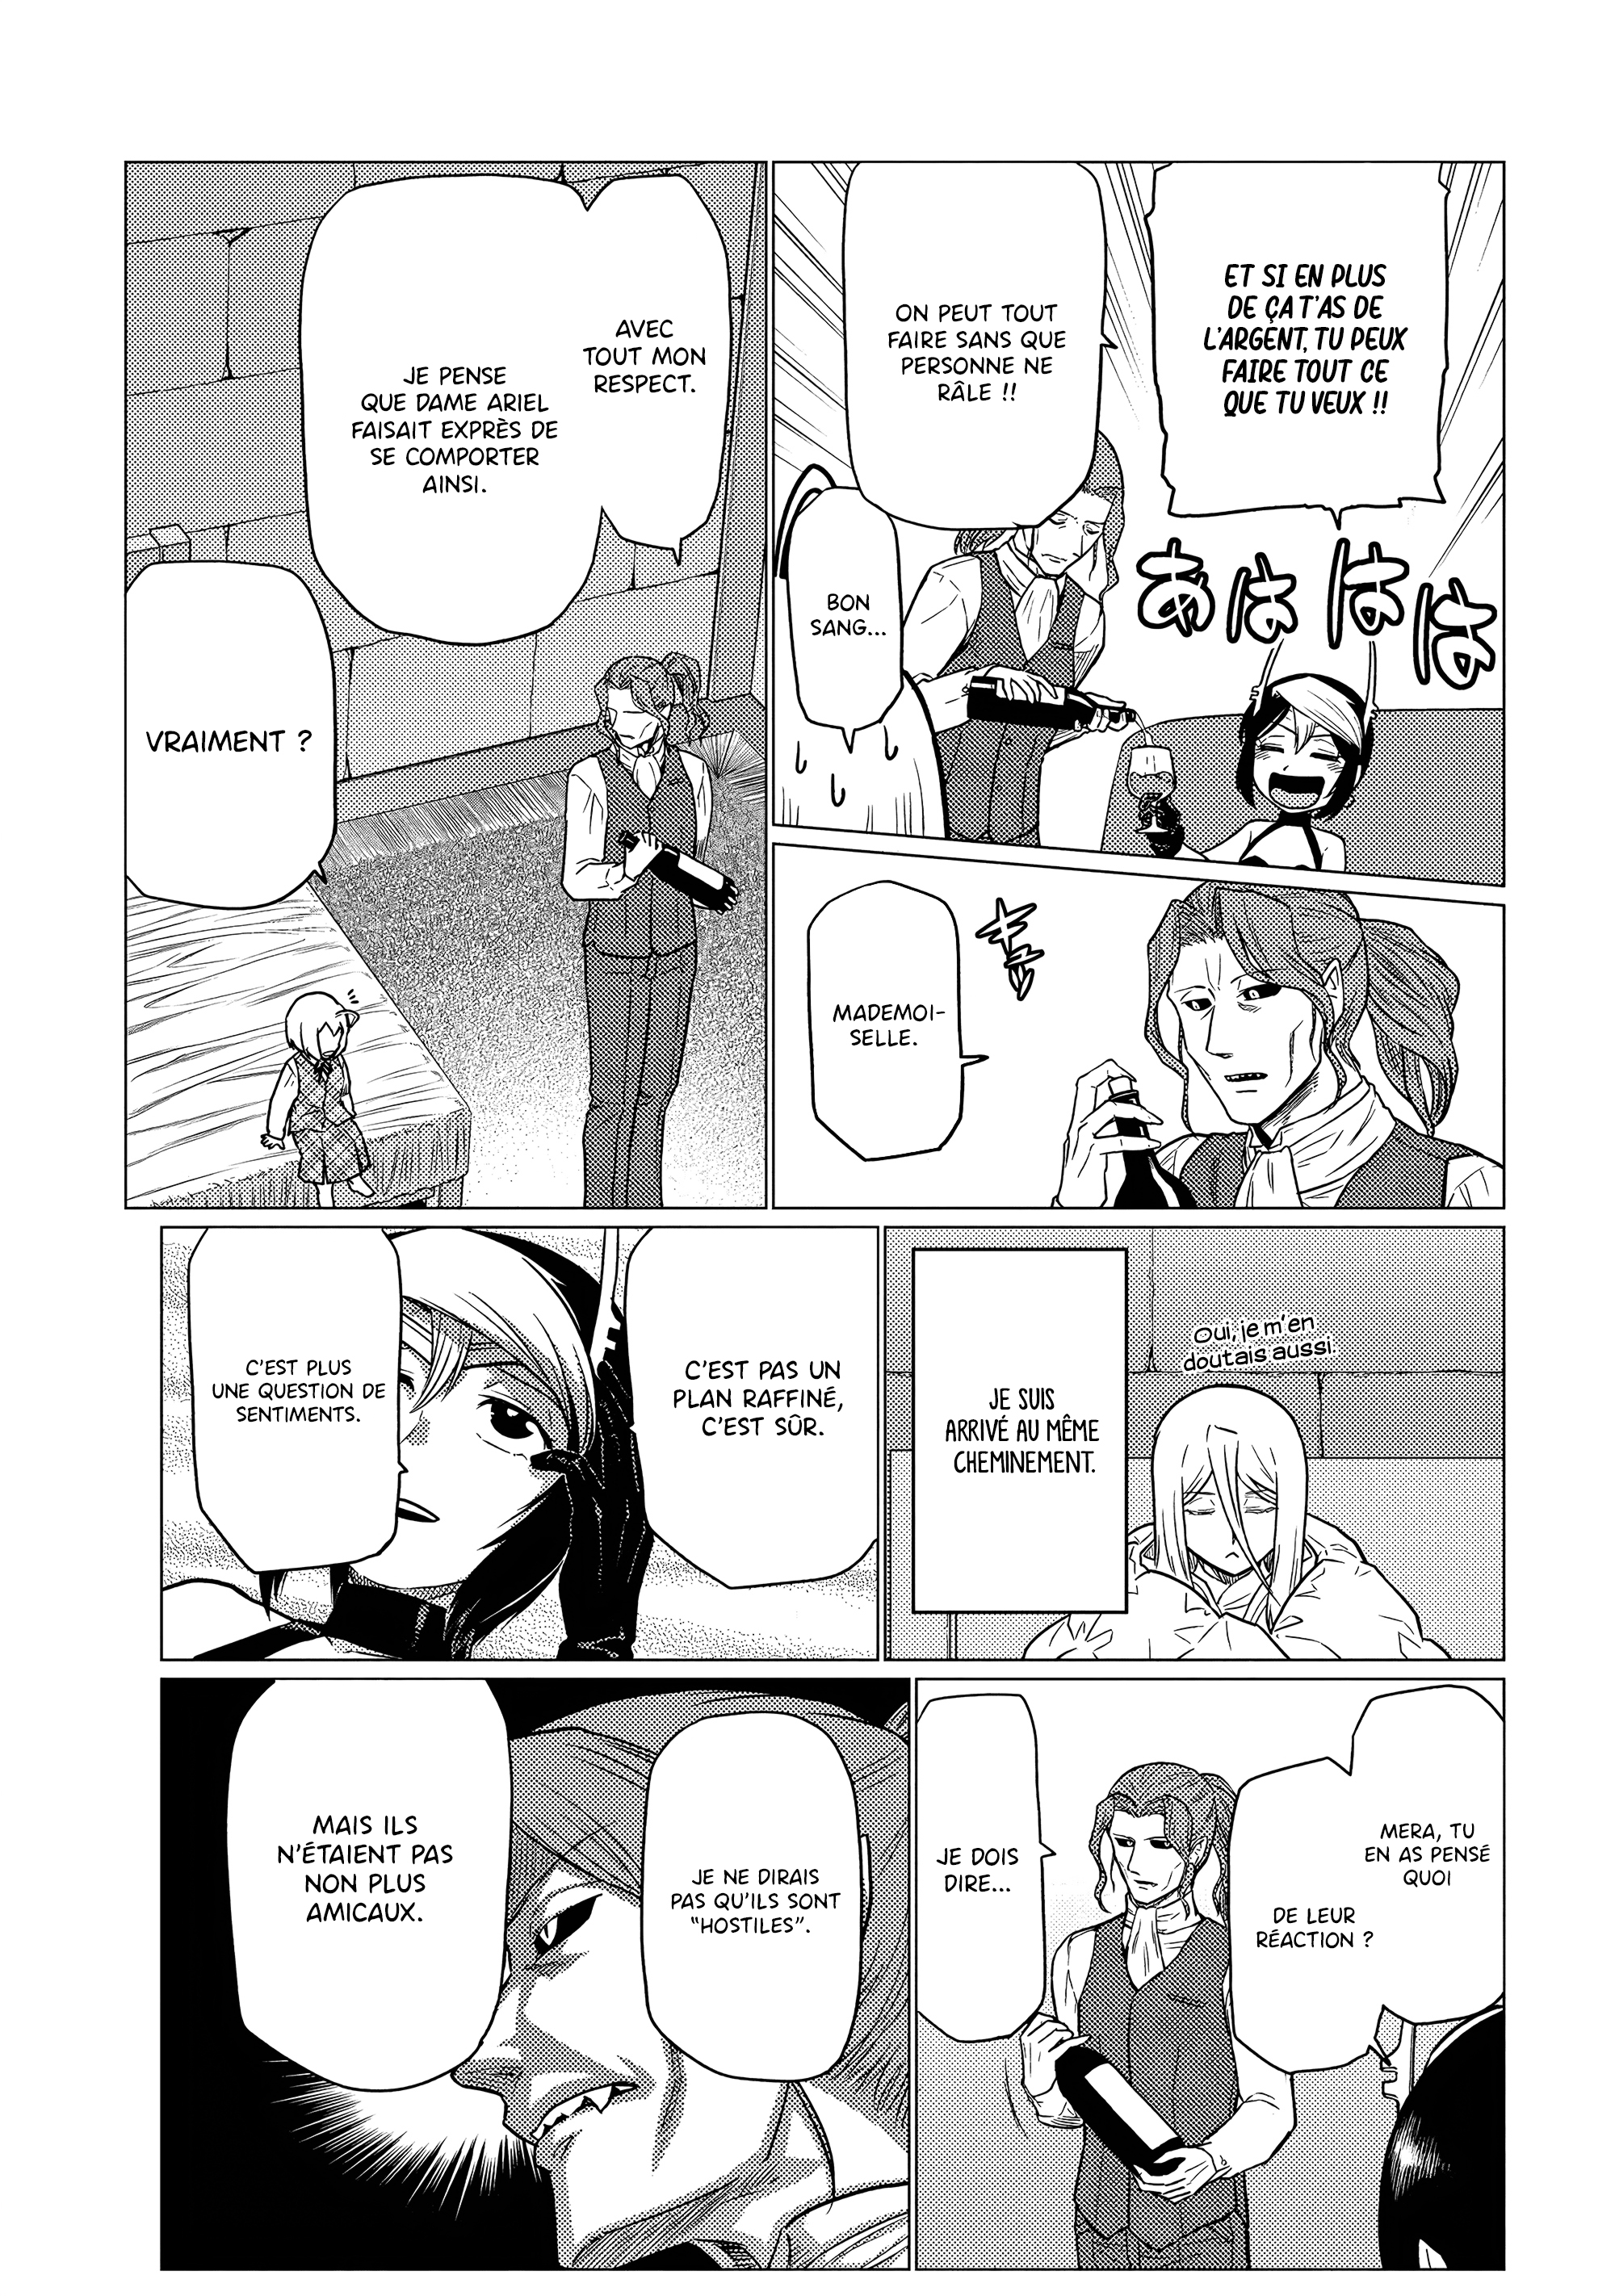 ET SI EN PLUS
DE ÇA T'AS DE
L'ARGENT, TU PEUX
FAIRE TOUT CE
QUE TU VEUX !!
あははは
ON PEUT TOUT
FAIRE SANS QUE
PERSONNE NE
RÂLE !!
BON
SANG...
キュッ
MADEMOI-
SELLE.
AVEC
TOUT MON
RESPECT.
JE PENSE
QUE DAME ARIEL
FAISAIT EXPRÈS DE
SE COMPORTER
AINSI.
VRAIMENT ?
Oui, je m'en
doutais aussi.
JE SUIS
ARRIVÉ AU MÊME
CHEMINEMENT.
C'EST PAS UN
PLAN RAFFINÉ,
C'EST SÛR.
C'EST PLUS
UNE QUESTION DE
SENTIMENTS.
MERA, TU
EN AS PENSÉ
QUOI
DE LEUR
RÉACTION ?
JE DOIS
DIRE...
JE NE DIRAIS
PAS QU'ILS SONT
"HOSTILES".
MAIS ILS
N'ÉTAIENT PAS
NON PLUS
AMICAUX.